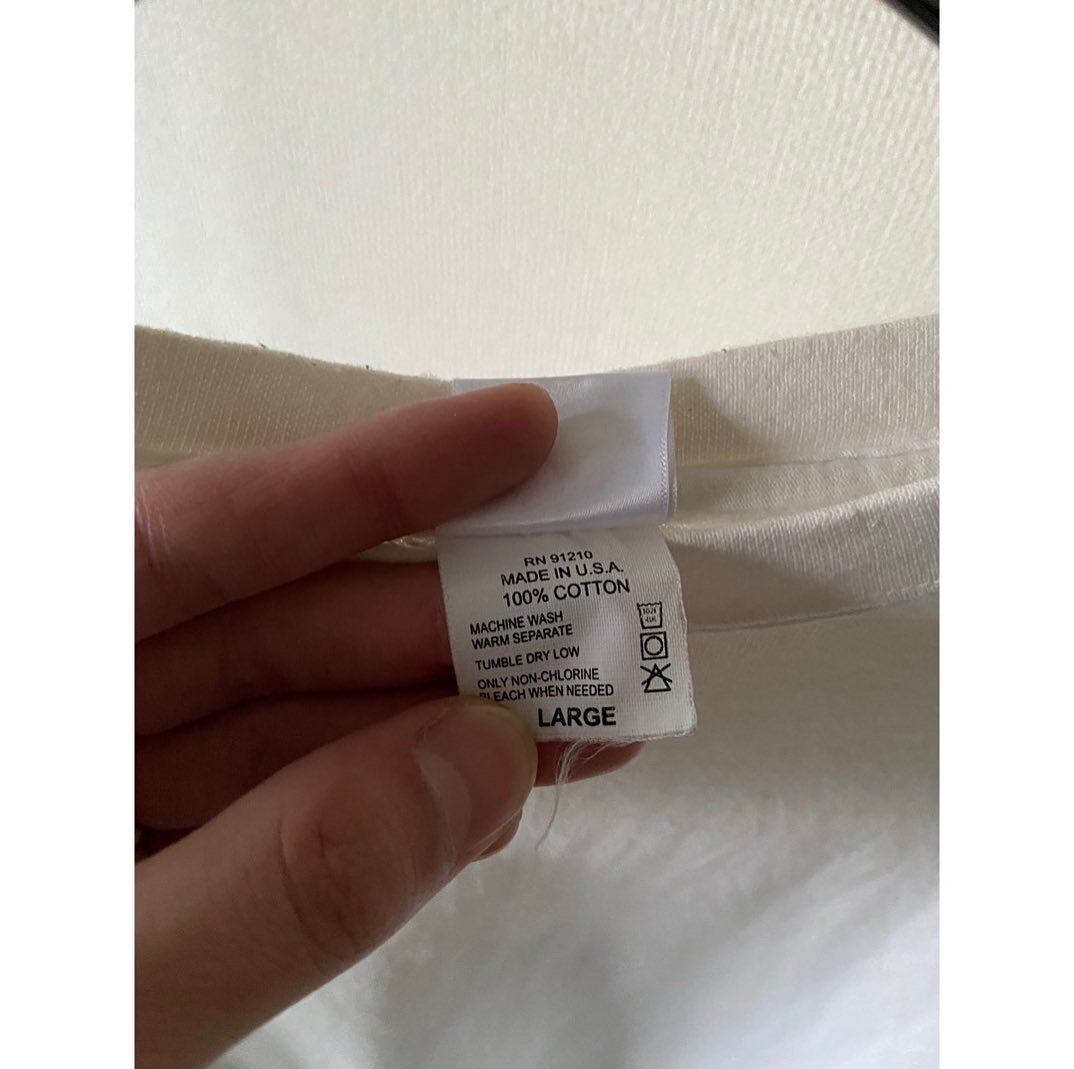 RN 91210
MADE IN U.S.A.
100% COTTON
MACHINE WASH
WARM SEPARATE
TUMBLE DRY LOW
ONLY NON-CHLORINE
BLEACH WHEN NEEDED
LARGE